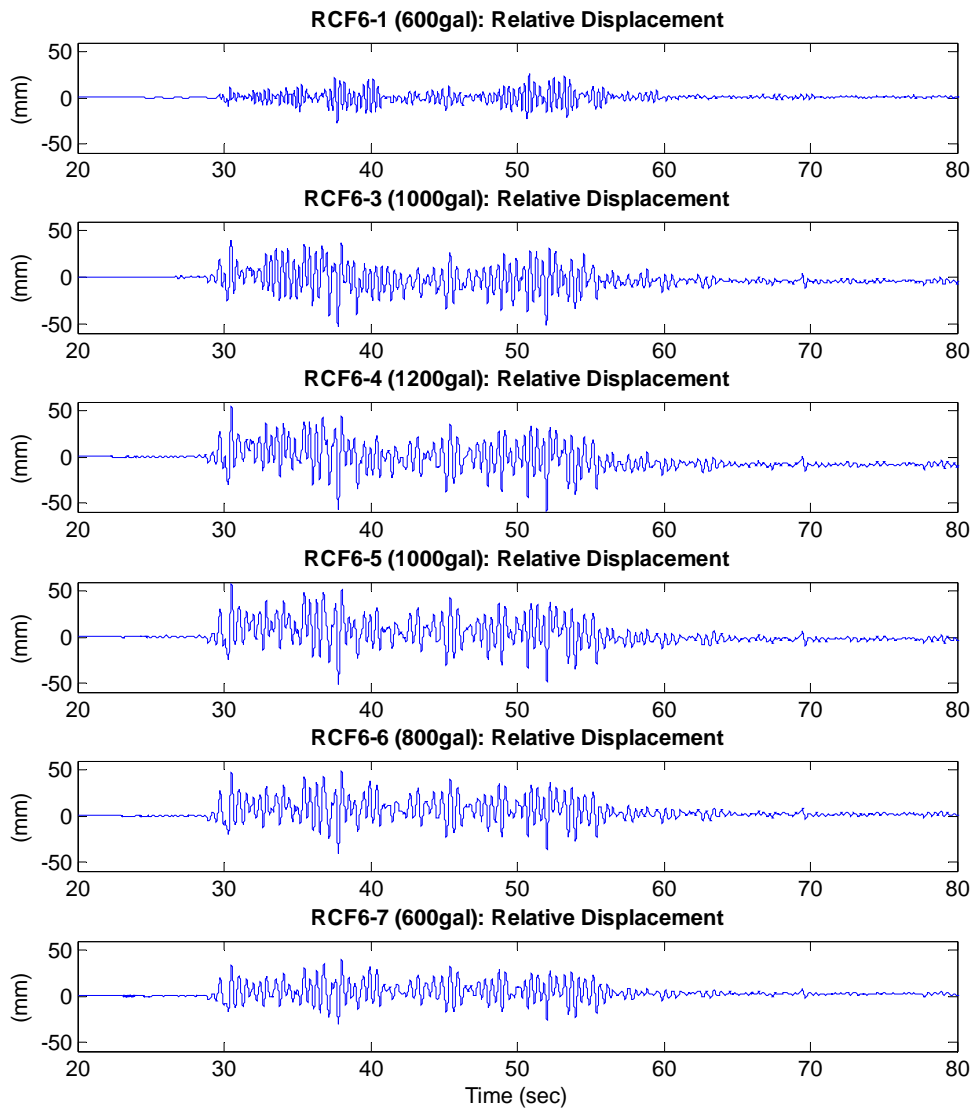 RCF6-1 (600gal): Relative Displacement
50
0
-50
(mm)
20 30 40 50 60 70 80
RCF6-3 (1000gal): Relative Displacement
50
0
-50
(mm)
20 30 40 50 60 70 80
RCF6-4 (1200gal): Relative Displacement
50
0
-50
(mm)
20 30 40 50 60 70 80
RCF6-5 (1000gal): Relative Displacement
50
0
-50
(mm)
20 30 40 50 60 70 80
RCF6-6 (800gal): Relative Displacement
50
0
-50
(mm)
20 30 40 50 60 70 80
RCF6-7 (600gal): Relative Displacement
50
0
-50
(mm)
20 30 40 50 60 70 80
Time (sec)